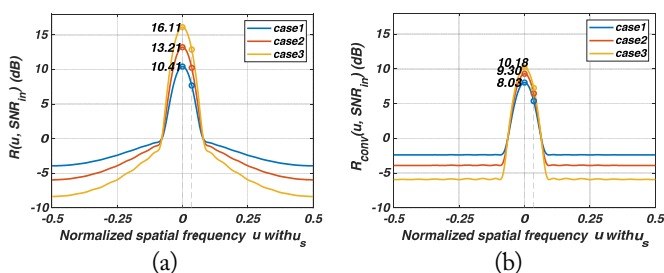 R(u, SNR_in) (dB)
15
10
5
0
-5
-10
16.11
13.21
10.41
case1
case2
case3
-0.5 -0.25 0 0.25 0.5
Normalized spatial frequency u with u_s
(a)
R_conv(u, SNR_in) (dB)
15
10
5
0
-5
-10
10.18
9.30
8.03
case1
case2
case3
-0.5 -0.25 0 0.25 0.5
Normalized spatial frequency u with u_s
(b)